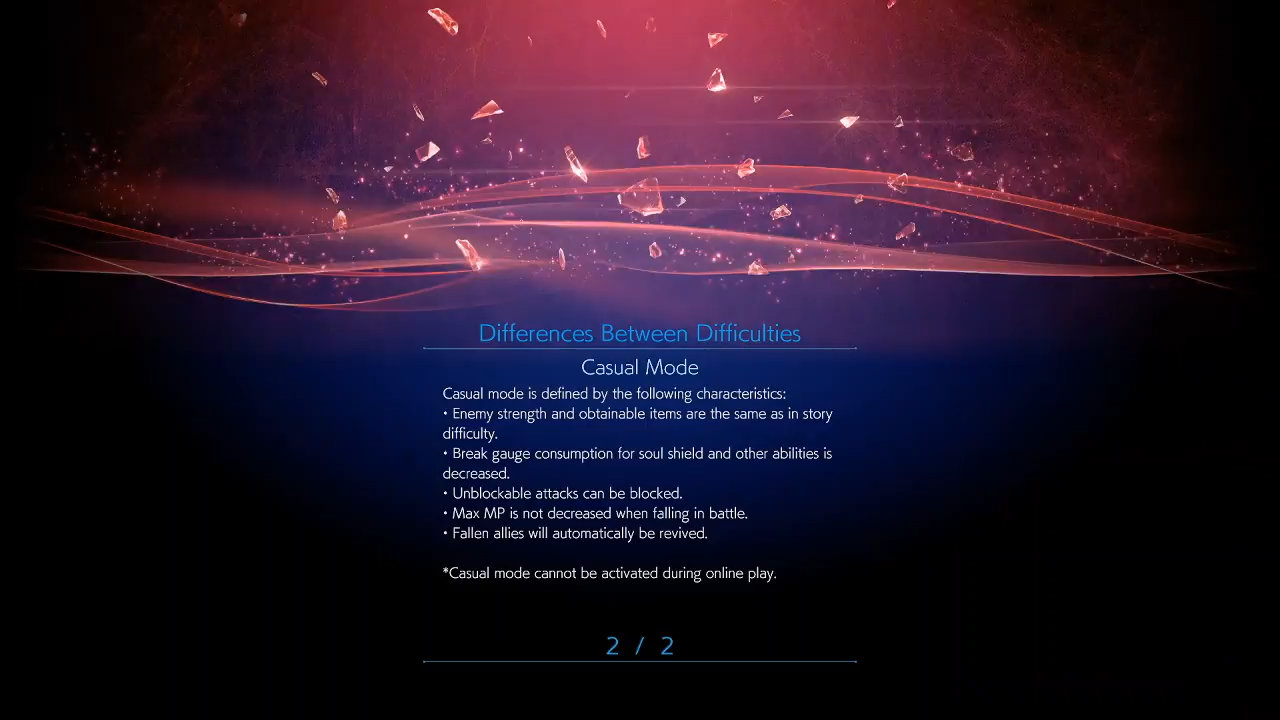 Differences Between Difficulties
Casual Mode
Casual mode is defined by the following characteristics:
• Enemy strength and obtainable items are the same as in story
difficulty.
• Break gauge consumption for soul shield and other abilities is
decreased.
• Unblockable attacks can be blocked.
• Max MP is not decreased when falling in battle.
• Fallen allies will automatically be revived.
*Casual mode cannot be activated during online play.
2 / 2